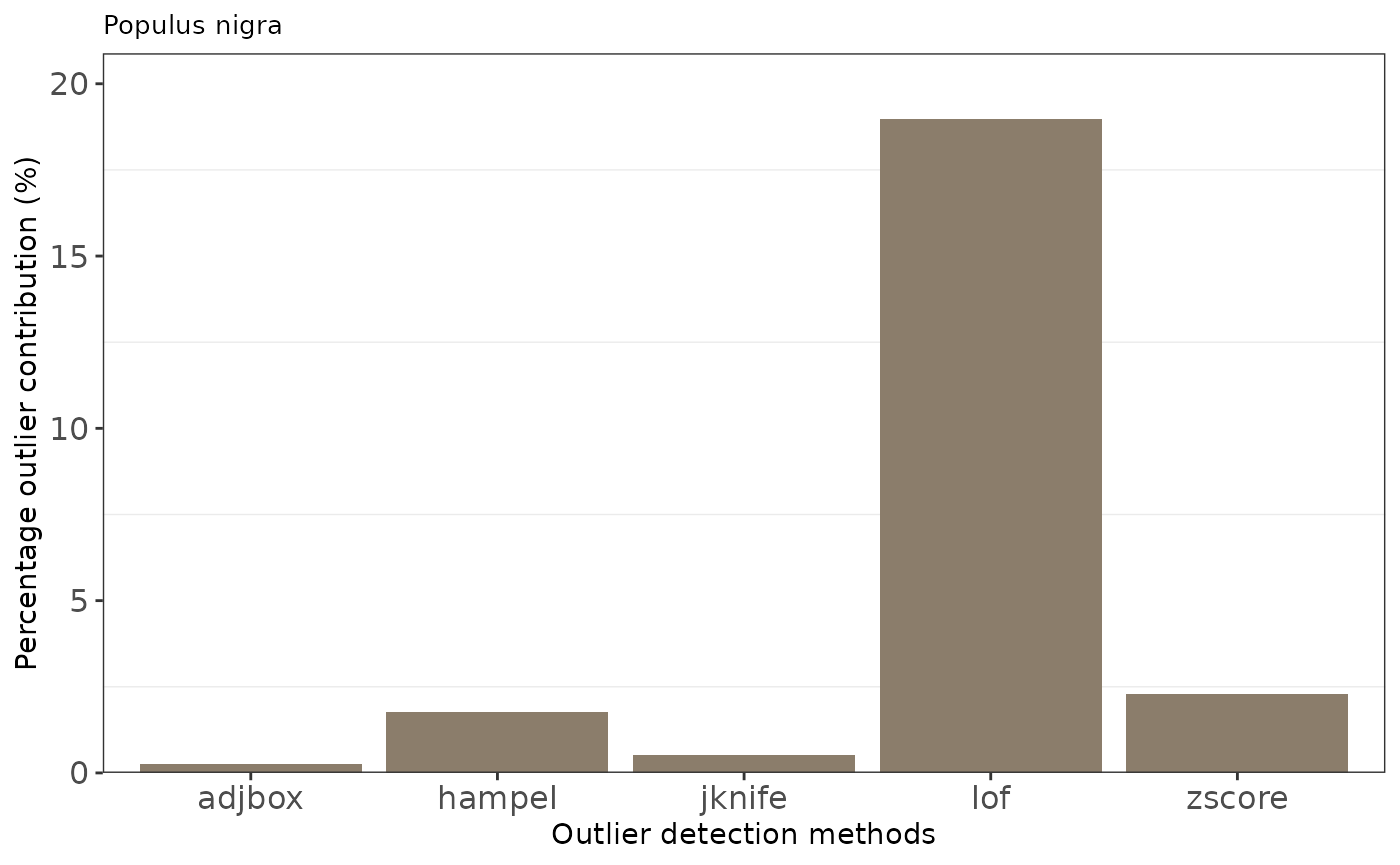 Populus nigra
Percentage outlier contribution (%)
20
15
10
5
0
adjbox
hampel
jknife
lof
zscore
Outlier detection methods